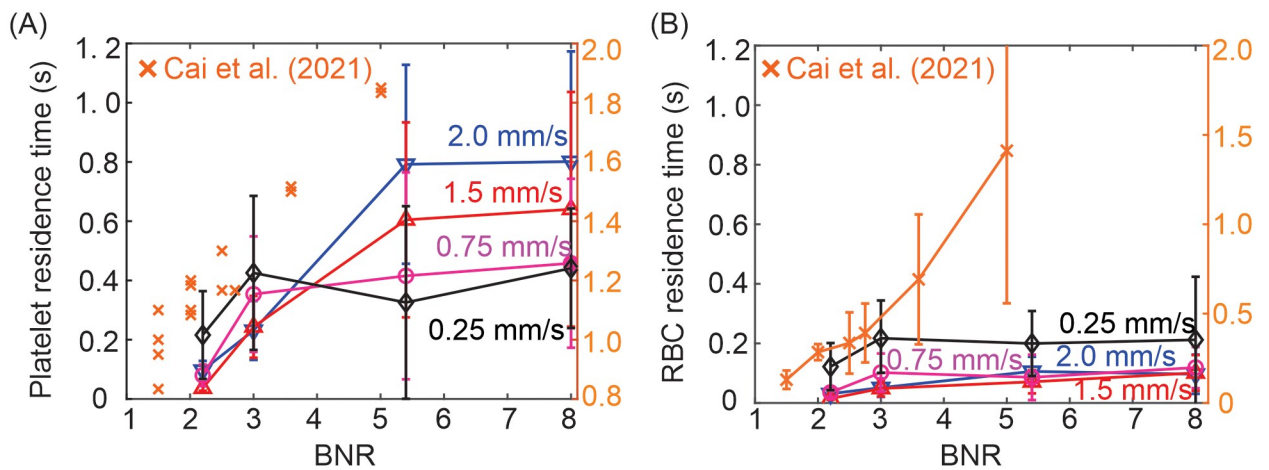 (A)
Platelet residence time (s)
1.2
1.0
0.8
0.6
0.4
0.2
0
× Cai et al. (2021)
2.0 mm/s
1.5 mm/s
0.75 mm/s
0.25 mm/s
2.0
1.8
1.6
1.4
1.2
1.0
0.8
1 2 3 4 5 6 7 8
BNR
(B)
RBC residence time (s)
1.2
1.0
0.8
0.6
0.4
0.2
0
× Cai et al. (2021)
0.25 mm/s
0.75 mm/s
2.0 mm/s
1.5 mm/s
2.0
1.5
1.0
0.5
0
1 2 3 4 5 6 7 8
BNR